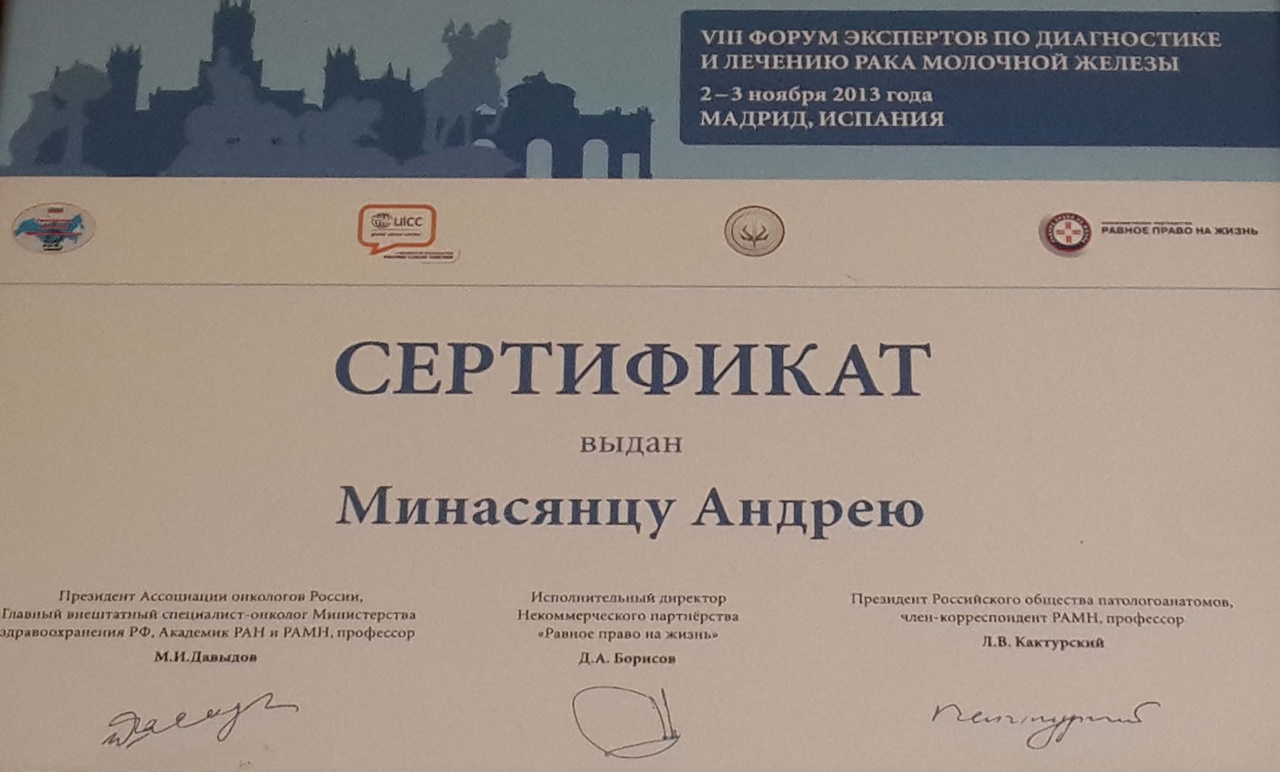 VIII ФОРУМ ЭКСПЕРТОВ ПО ДИАГНОСТИКЕ
И ЛЕЧЕНИЮ РАКА МОЛОЧНОЙ ЖЕЛЕЗЫ
2–3 ноября 2013 года
МАДРИД, ИСПАНИЯ
uicc
РАВНОЕ ПРАВО НА ЖИЗНЬ
СЕРТИФИКАТ
выдан
Минасянцу Андрею
Президент Ассоциации онкологов России,
Главный внештатный специалист-онколог Министерства
здравоохранения РФ, Академик РАН и РАМН, профессор
М.И.Давыдов
Исполнительный директор
Некоммерческого партнёрства
«Равное право на жизнь»
Д.А. Борисов
Президент Российского общества патологоанатомов,
член-корреспондент РАМН, профессор
Л.В. Кактурский